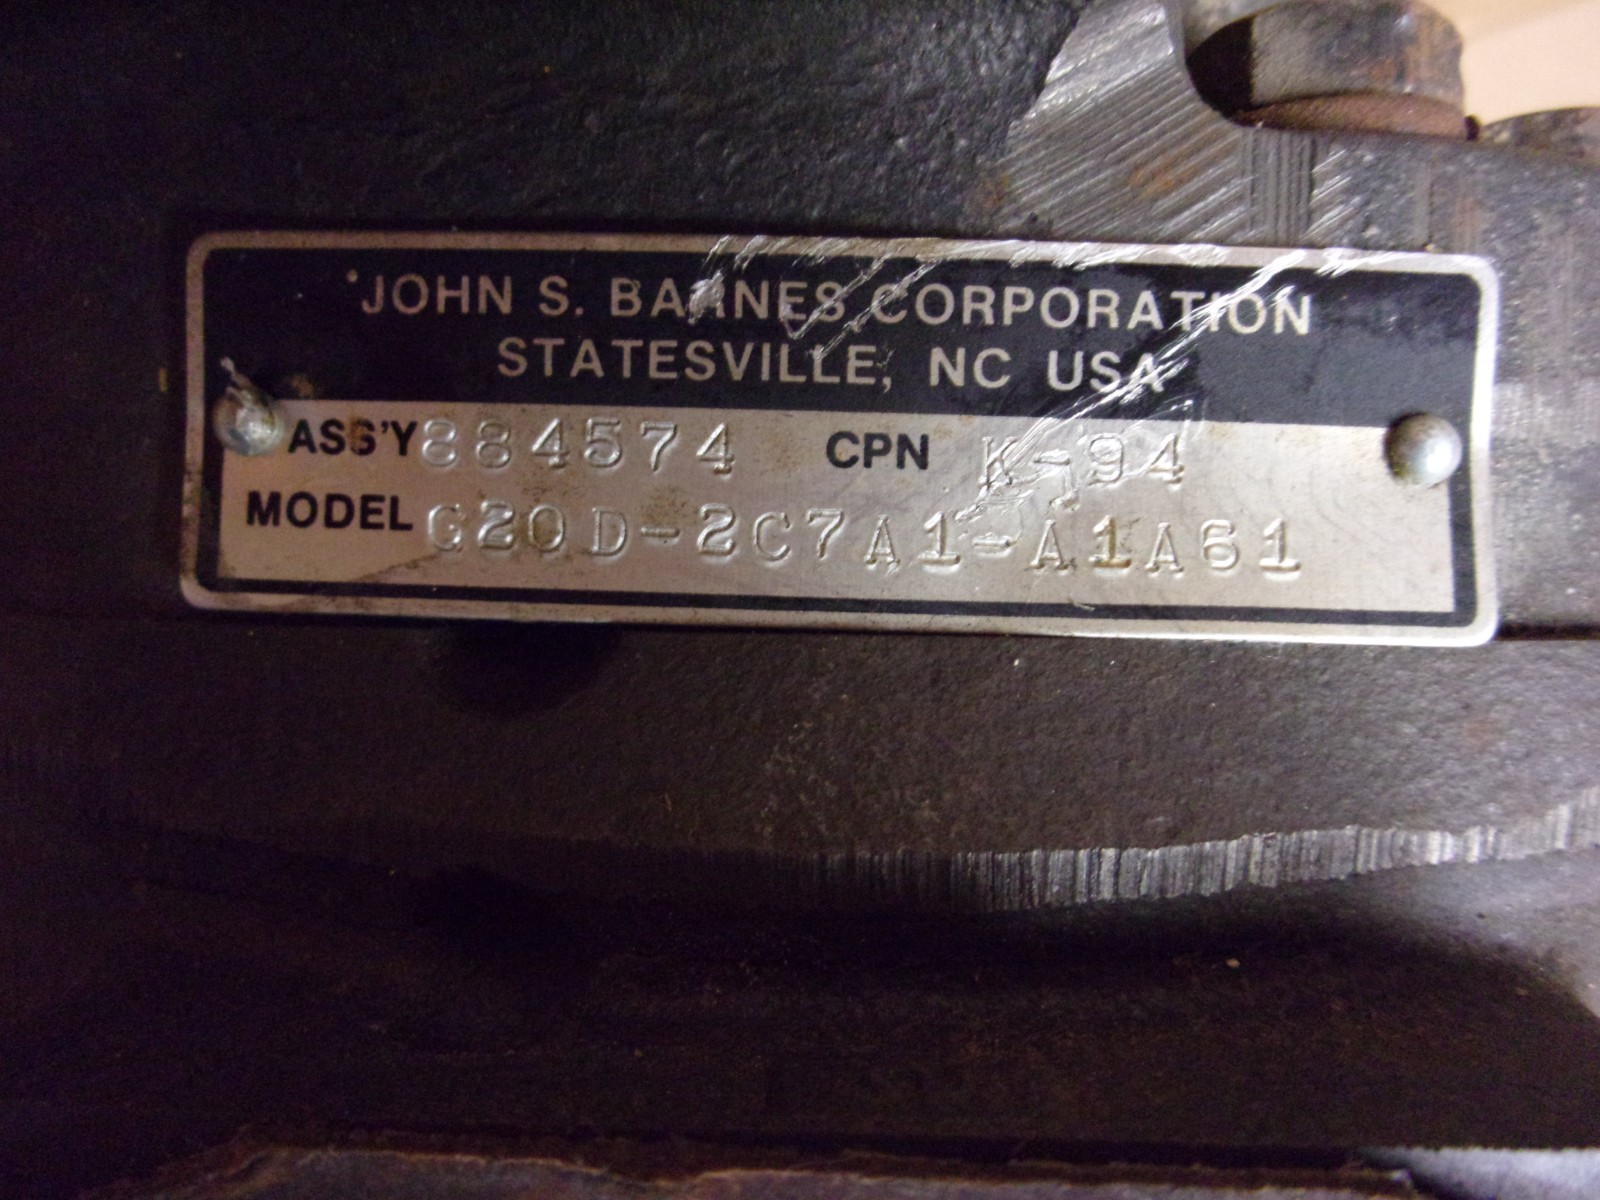 JOHN S. BARNES CORPORATION
STATESVILLE, NC USA
ASS'Y 884574 CPN K-94
MODEL G20D-2C7A1-A1A61